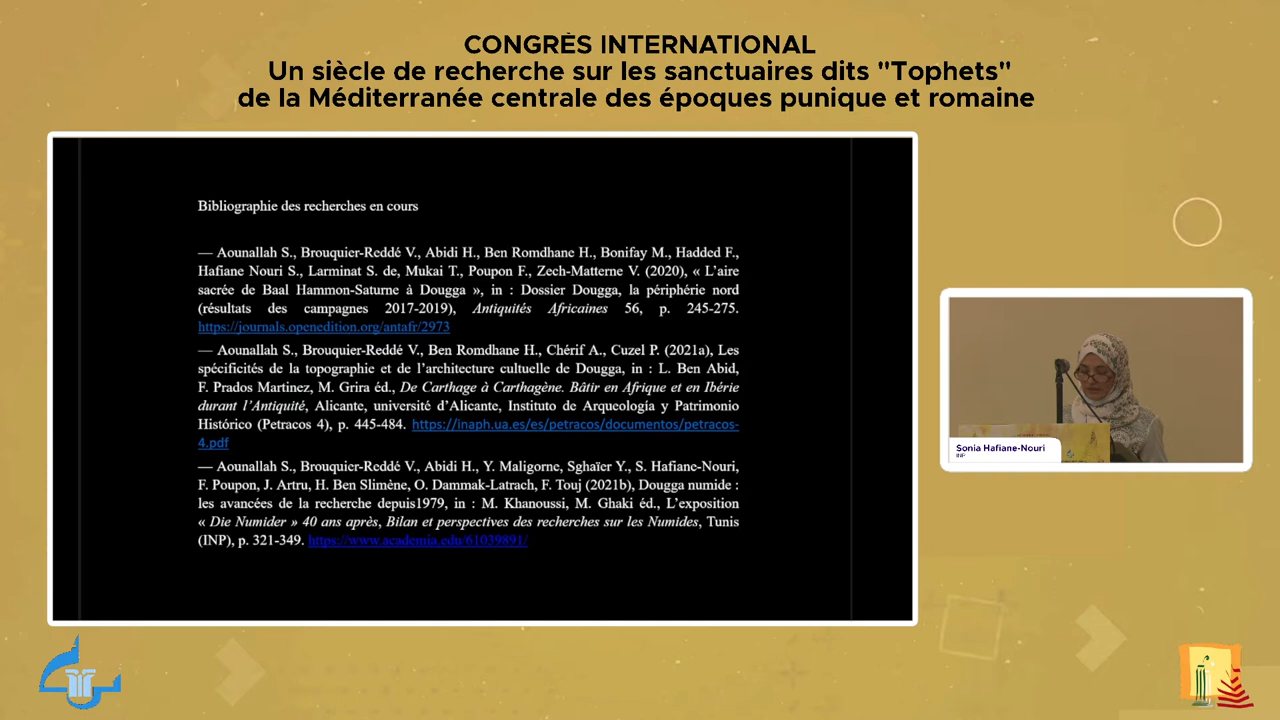 CONGRÈS INTERNATIONAL
Un siècle de recherche sur les sanctuaires dits "Tophets"
de la Méditerranée centrale des époques punique et romaine
Bibliographie des recherches en cours
— Aounallah S., Brouquier-Reddé V., Abidi H., Ben Romdhane H., Bonifay M., Hadded F.,
Hafiane Nouri S., Larminat S. de, Mukai T., Poupon F., Zech-Matterne V. (2020), « L'aire
sacrée de Baal Hammon-Saturne à Dougga », in : Dossier Dougga, la périphérie nord
(résultats des campagnes 2017-2019), Antiquités Africaines 56, p. 245-275.
https://journals.openedition.org/antafr/2973
— Aounallah S., Brouquier-Reddé V., Ben Romdhane H., Chérif A., Cuzel P. (2021a), Les
spécificités de la topographie et de l'architecture cultuelle de Dougga, in : L. Ben Abid,
F. Prados Martinez, M. Grira éd., De Carthage à Carthagène. Bâtir en Afrique et en Ibérie
durant l'Antiquité, Alicante, université d'Alicante, Instituto de Arqueología y Patrimonio
Histórico (Petracos 4), p. 445-484. https://inaph.ua.es/es/petracos/documentos/petracos-
4.pdf
— Aounallah S., Brouquier-Reddé V., Abidi H., Y. Maligorne, Sghaïer Y., S. Hafiane-Nouri,
F. Poupon, J. Artru, H. Ben Slimène, O. Dammak-Latrach, F. Touj (2021b), Dougga numide :
les avancées de la recherche depuis1979, in : M. Khanoussi, M. Ghaki éd., L'exposition
« Die Numider » 40 ans après, Bilan et perspectives des recherches sur les Numides, Tunis
(INP), p. 321-349. https://www.academia.edu/61039891/
Sonia Hafiane-Nouri
INP